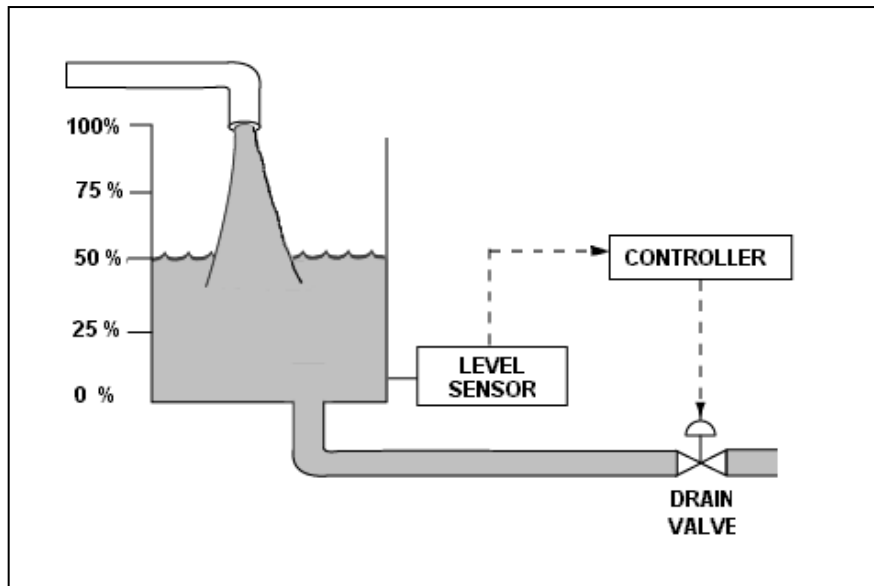 100%
75 %
50 %
25 %
0 %
CONTROLLER
LEVEL
SENSOR
DRAIN
VALVE